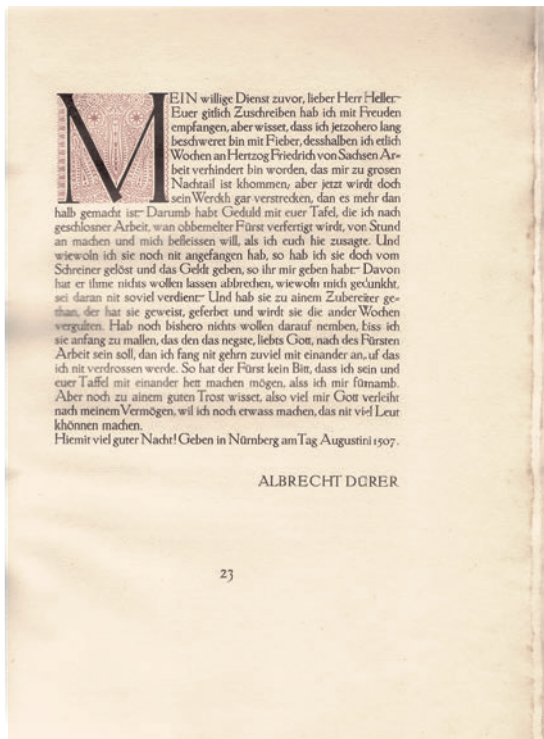 MEIN willige Dienst zuvor, lieber Herr Heller
Euer gitlich Zuschreiben hab ich mit Freuden
empfangen, aber wisset, dass ich jetzohero lang
beschweret bin mit Fieber, desshalben ich etlich
Wochen an Hertzog Friedrich von Sachsen Ar-
beit verhindert bin worden, das mir zu grosen
Nachtail ist khommen, aber jetzt wirdt doch
sein Werckh gar verstrecken, dan es mehr dan
halb gemacht ist Darumb habt Geduld mit euer Tafel, die ich nach
geschlosner Arbeit, wan obbemelter Fürst verfertigt wirdt, von Stund
an machen und mich befleissen will, als ich euch hie zusagte. Und
wiewoln ich sie noch nit angefangen hab, so hab ich sie doch vom
Schreiner gelöst und das Geldt geben, so ihr mir geben habt Davon
hat er ihme nichts wollen lassen abbrechen, wiewoln mich gedunkht,
sei daran nit soviel verdient Und hab sie zu ainem Zubereiter ge-
than, der hat sie geweist, geferbet und wirdt sie die ander Wochen
vergulten. Hab noch bishero nichts wollen darauf nemben, biss ich
sie anfang zu mallen, das den das negste, liebts Gott, nach des Fürsten
Arbeit sein soll, dan ich fang nit gehrn zuviel mit einander an, uf das
ich nit verdrossen werde. So hat der Fürst kein Bitt, dass ich sein und
euer Taffel mit einander hett machen mögen, alss ich mir fürnamb.
Aber noch zu ainem guten Trost wisset, also viel mir Gott verleiht
nach meinem Vermögen, wil ich noch etwass machen, das nit viel Leut
khönnen machen.
Hiemit viel guter Nacht! Geben in Nürnberg am Tag Augustini 1507.
ALBRECHT DÜRER
23